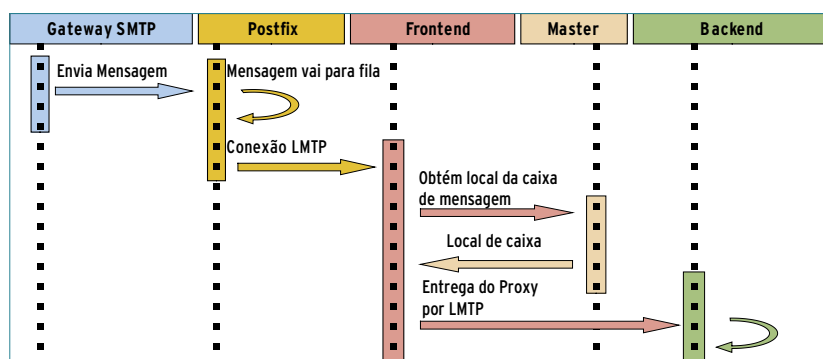 Gateway SMTP
Postfix
Frontend
Master
Backend
Envia Mensagem
Mensagem vai para fila
Conexão LMTP
Obtém local da caixa
de mensagem
Local de caixa
Entrega do Proxy
por LMTP